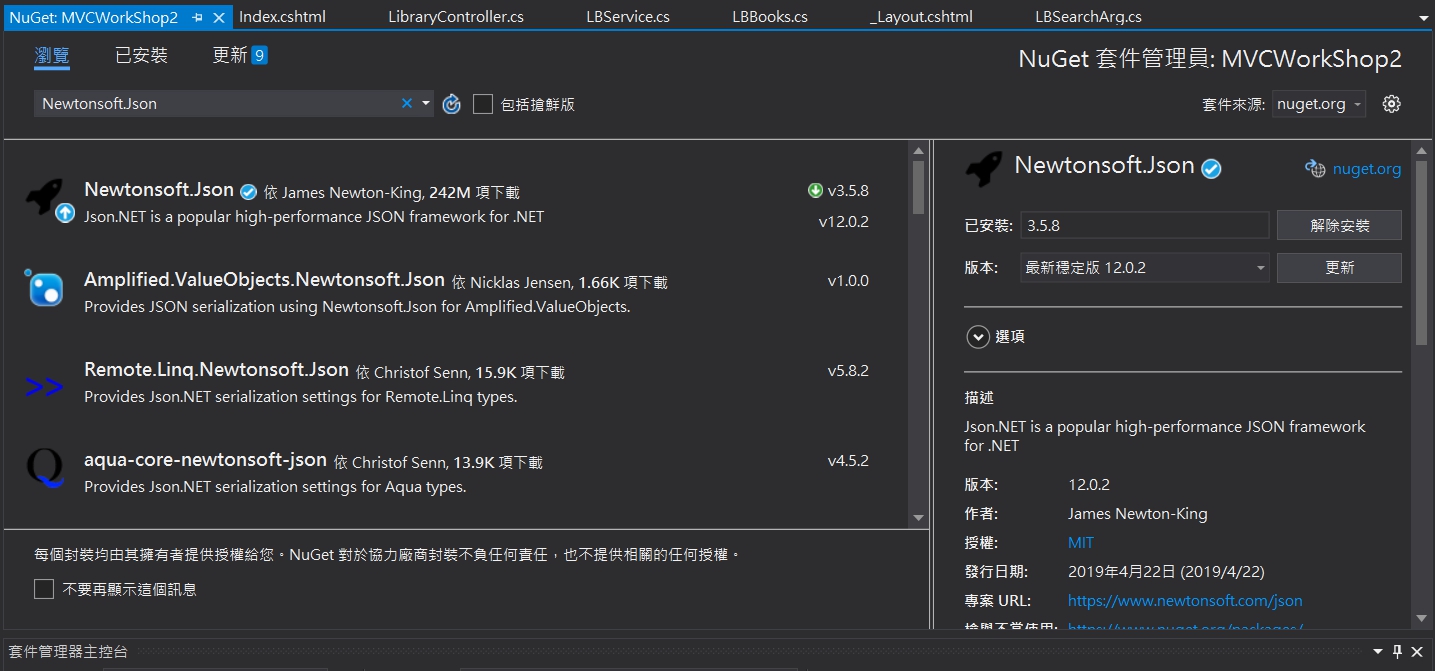 NuGet: MVCWorkShop2 Index.cshtml LibraryController.cs LBService.cs LBBooks.cs _Layout.cshtml LBSearchArg.cs
瀏覽 已安裝 更新 9
NuGet 套件管理員: MVCWorkShop2
Newtonsoft.Json 包括搶鮮版
套件來源: nuget.org
Newtonsoft.Json 依 James Newton-King, 242M 項下載 v3.5.8
Json.NET is a popular high-performance JSON framework for .NET v12.0.2
Amplified.ValueObjects.Newtonsoft.Json 依 Nicklas Jensen, 1.66K 項下載 v1.0.0
Provides JSON serialization using Newtonsoft.Json for Amplified.ValueObjects.
Remote.Linq.Newtonsoft.Json 依 Christof Senn, 15.9K 項下載 v5.8.2
Provides Json.NET serialization settings for Remote.Linq types.
aqua-core-newtonsoft-json 依 Christof Senn, 13.9K 項下載 v4.5.2
Provides Json.NET serialization settings for Aqua types.
每個封裝均由其擁有者提供授權給您。NuGet 對於協力廠商封裝不負任何責任，也不提供相關的任何授權。
不要再顯示這個訊息
Newtonsoft.Json nuget.org
已安裝: 3.5.8 解除安裝
版本: 最新穩定版 12.0.2 更新
選項
描述
Json.NET is a popular high-performance JSON framework
for .NET
版本: 12.0.2
作者: James Newton-King
授權: MIT
發行日期: 2019年4月22日 (2019/4/22)
專案 URL: https://www.newtonsoft.com/json
檢舉不當使用: https://www.nuget.org/packages/
套件管理器主控台